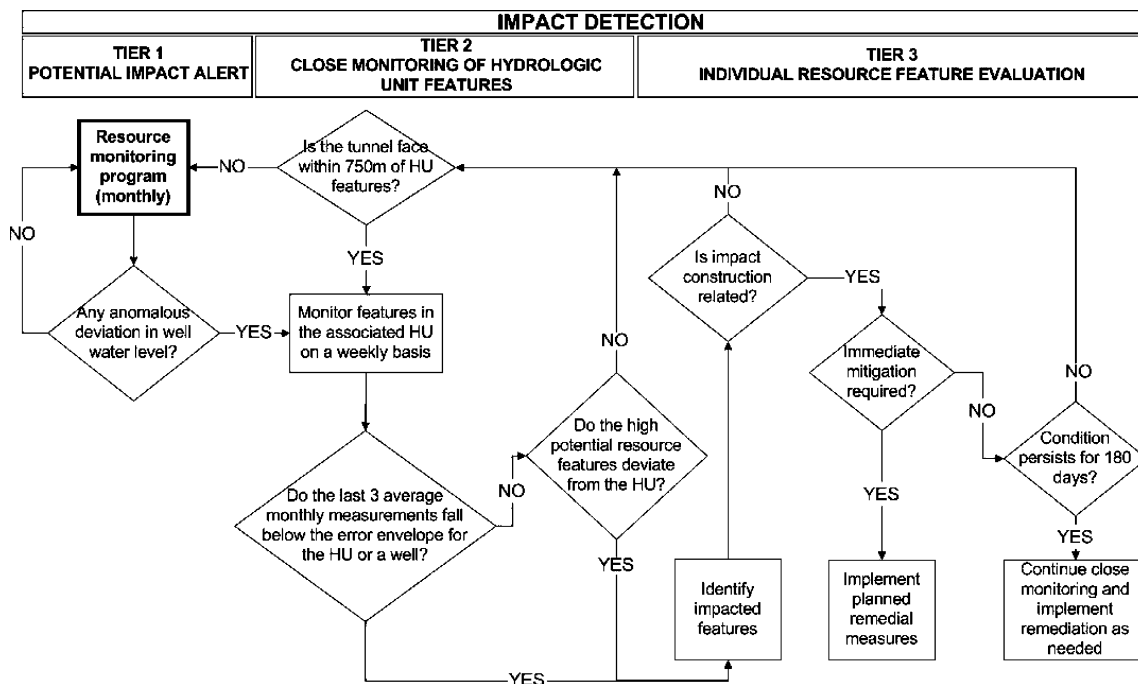 IMPACT DETECTION
TIER 1
POTENTIAL IMPACT ALERT
TIER 2
CLOSE MONITORING OF HYDROLOGIC
UNIT FEATURES
TIER 3
INDIVIDUAL RESOURCE FEATURE EVALUATION
Resource
monitoring
program
(monthly)
NO
Is the tunnel face
within 750m of HU
features?
NO
YES
Any anomalous
deviation in well
water level?
YES
Monitor features in
the associated HU
on a weekly basis
Do the last 3 average
monthly measurements fall
below the error envelope for
the HU or a well?
NO
YES
Do the high
potential resource
features deviate
from the HU?
NO
YES
Identify
impacted
features
Is impact
construction
related?
NO
YES
Immediate
mitigation
required?
NO
YES
Implement
planned
remedial
measures
Condition
persists for 180
days?
NO
YES
Continue close
monitoring and
implement
remediation as
needed